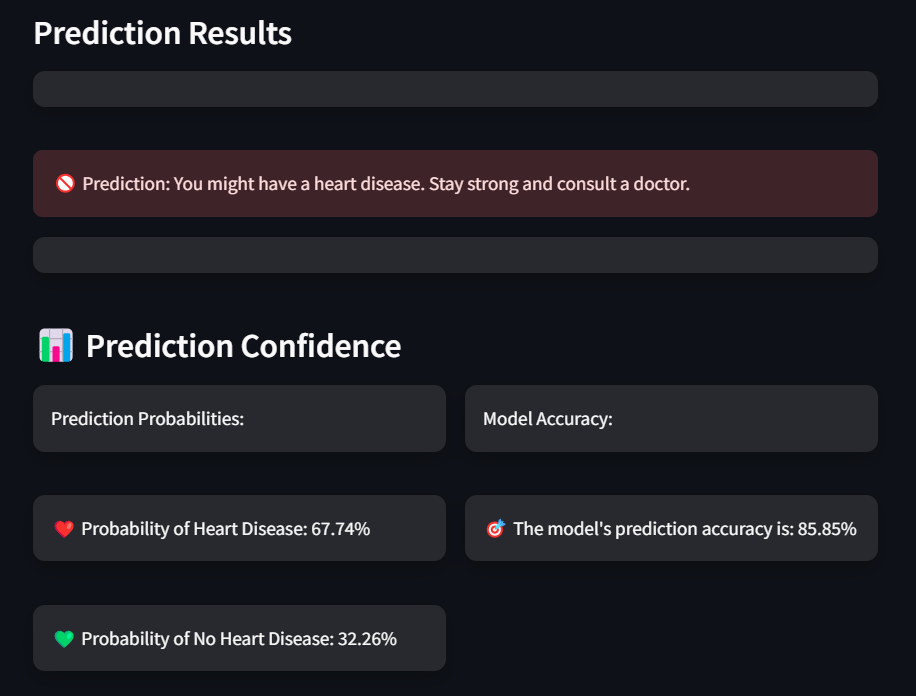 Prediction Results
Prediction: You might have a heart disease. Stay strong and consult a doctor.
Prediction Confidence
Prediction Probabilities:
Model Accuracy:
Probability of Heart Disease: 67.74%
The model's prediction accuracy is: 85.85%
Probability of No Heart Disease: 32.26%